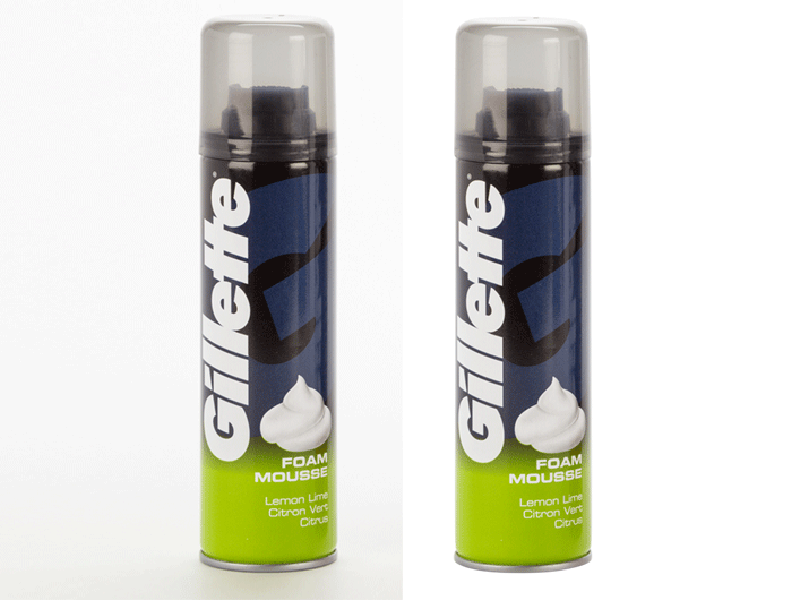 Gillette®
FOAM
MOUSSE
Lemon Lime
Citron Vert
Citrus
Gillette®
FOAM
MOUSSE
Lemon Lime
Citron Vert
Citrus